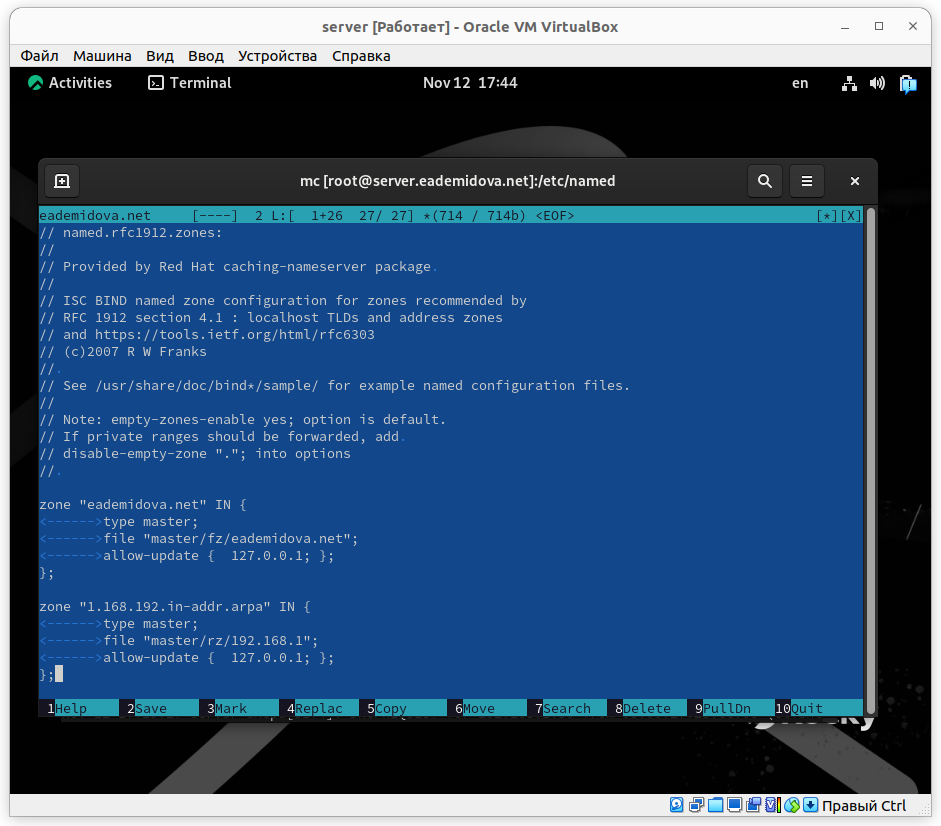 server [Работает] - Oracle VM VirtualBox
Файл Машина Вид Ввод Устройства Справка
Activities Terminal Nov 12 17:44 en
mc [root@server.eademidova.net]:/etc/named
eademidova.net [----] 2 L:[ 1+26 27/ 27] *(714 / 714b) <EOF> [*][X]
// named.rfc1912.zones:
//
// Provided by Red Hat caching-nameserver package.
//
// ISC BIND named zone configuration for zones recommended by
// RFC 1912 section 4.1 : localhost TLDs and address zones
// and https://tools.ietf.org/html/rfc6303
// (c)2007 R W Franks
//.
// See /usr/share/doc/bind*/sample/ for example named configuration files.
//
// Note: empty-zones-enable yes; option is default.
// If private ranges should be forwarded, add.
// disable-empty-zone "."; into options
//.
zone "eademidova.net" IN {
<------>type master;
<------>file "master/fz/eademidova.net";
<------>allow-update { 127.0.0.1; };
};
zone "1.168.192.in-addr.arpa" IN {
<------>type master;
<------>file "master/rz/192.168.1";
<------>allow-update { 127.0.0.1; };
};
1Help 2Save 3Mark 4Replac 5Copy 6Move 7Search 8Delete 9PullDn 10Quit
Правый Ctrl